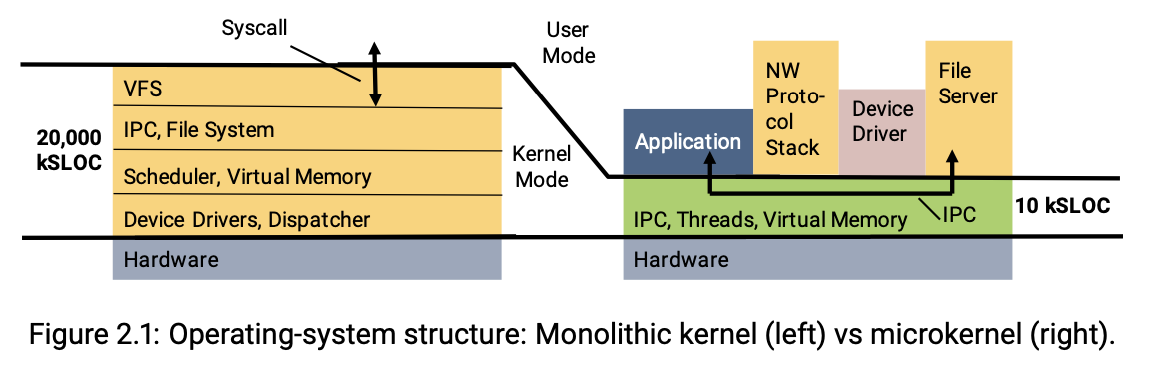 Syscall
User
Mode
VFS
IPC, File System
Scheduler, Virtual Memory
Device Drivers, Dispatcher
Hardware
20,000
kSLOC
Kernel
Mode
Application
NW
Proto-
col
Stack
Device
Driver
File
Server
IPC, Threads, Virtual Memory
IPC
Hardware
10 kSLOC
Figure 2.1: Operating-system structure: Monolithic kernel (left) vs microkernel (right).